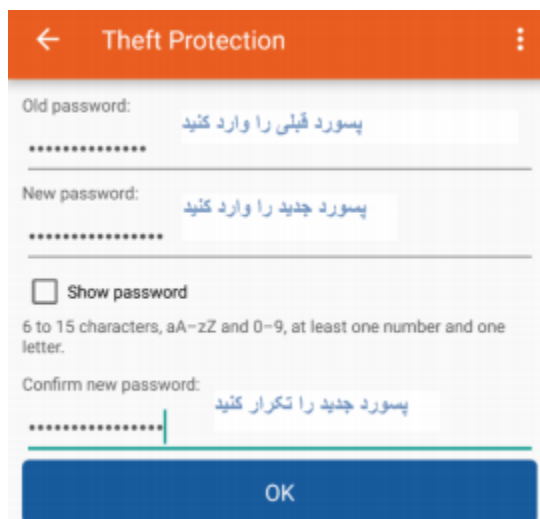 Theft Protection
Old password:
پسورد قبلی را وارد کنید
••••••••••••••
New password:
پسورد جدید را وارد کنید
••••••••••••••••
Show password
6 to 15 characters, aA-zZ and 0-9, at least one number and one
letter.
Confirm new password:
پسورد جدید را تکرار کنید
••••••••••••••••
OK